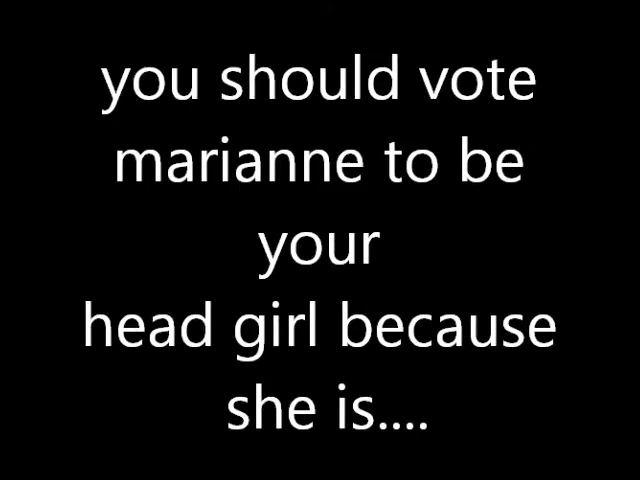 you should vote
marianne to be
your
head girl because
she is....